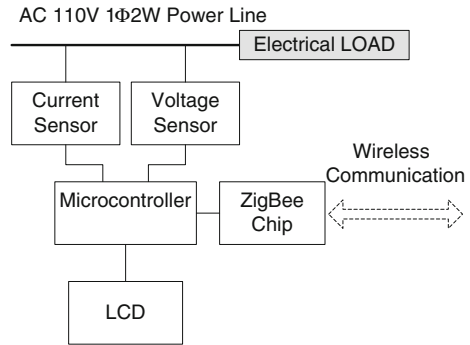 AC 110V 1Φ2W Power Line
Electrical LOAD
Current
Sensor
Voltage
Sensor
Wireless
Communication
Microcontroller
ZigBee
Chip
LCD